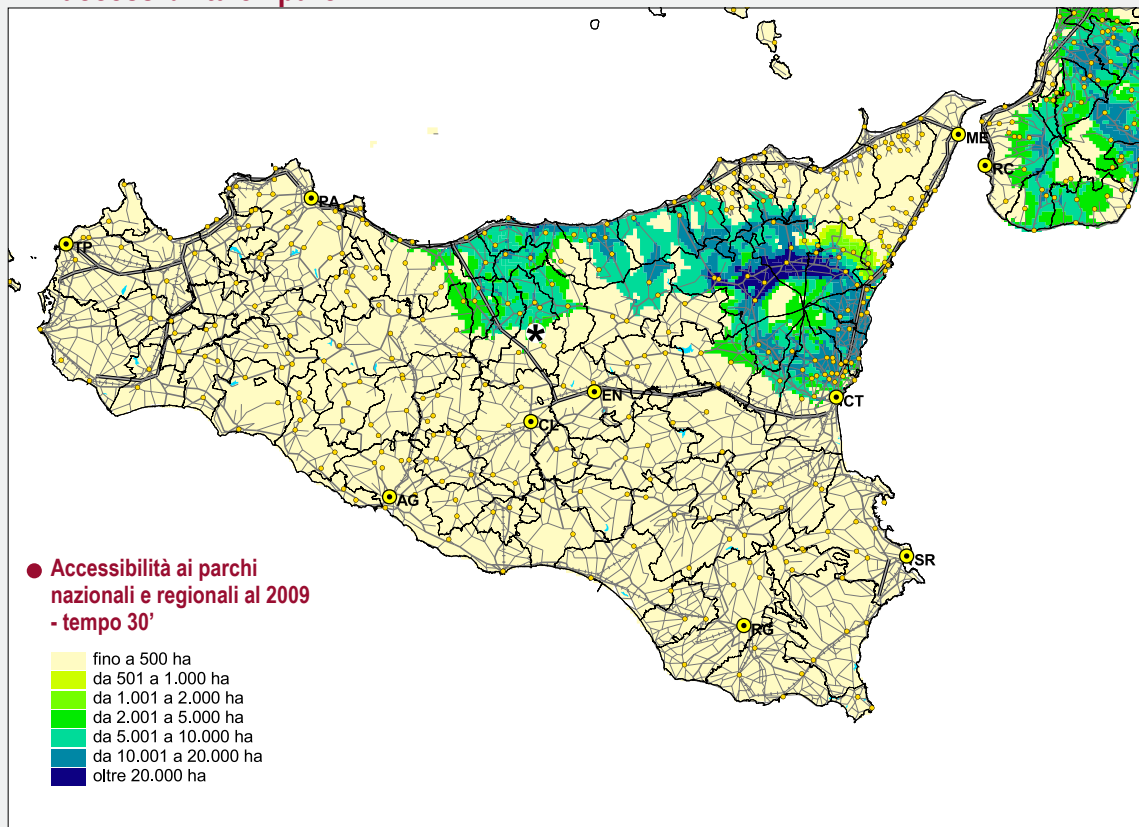 ME
RC
PA
TP
EN
CT
CL
AG
SR
RG
*
● Accessibilità ai parchi
nazionali e regionali al 2009
- tempo 30’
fino a 500 ha
da 501 a 1.000 ha
da 1.001 a 2.000 ha
da 2.001 a 5.000 ha
da 5.001 a 10.000 ha
da 10.001 a 20.000 ha
oltre 20.000 ha